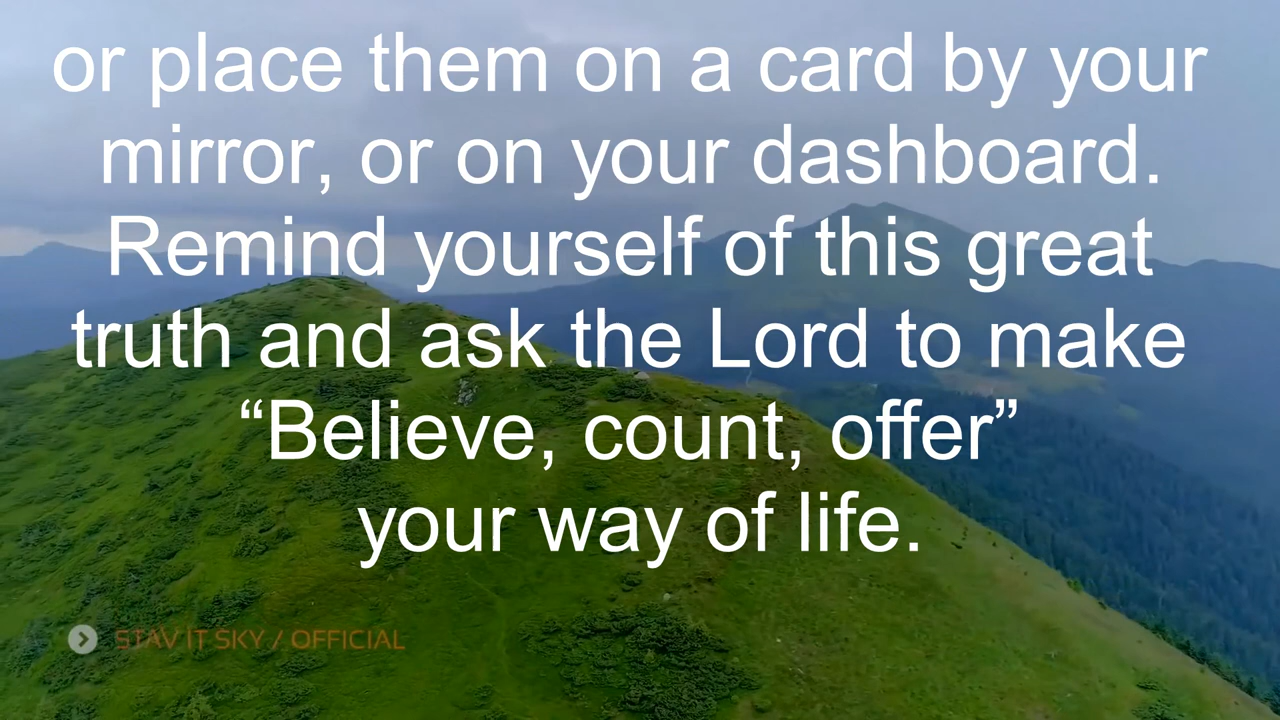 or place them on a card by your
mirror, or on your dashboard.
Remind yourself of this great
truth and ask the Lord to make
“Believe, count, offer”
your way of life.
STAV İT SKY / OFFICIAL